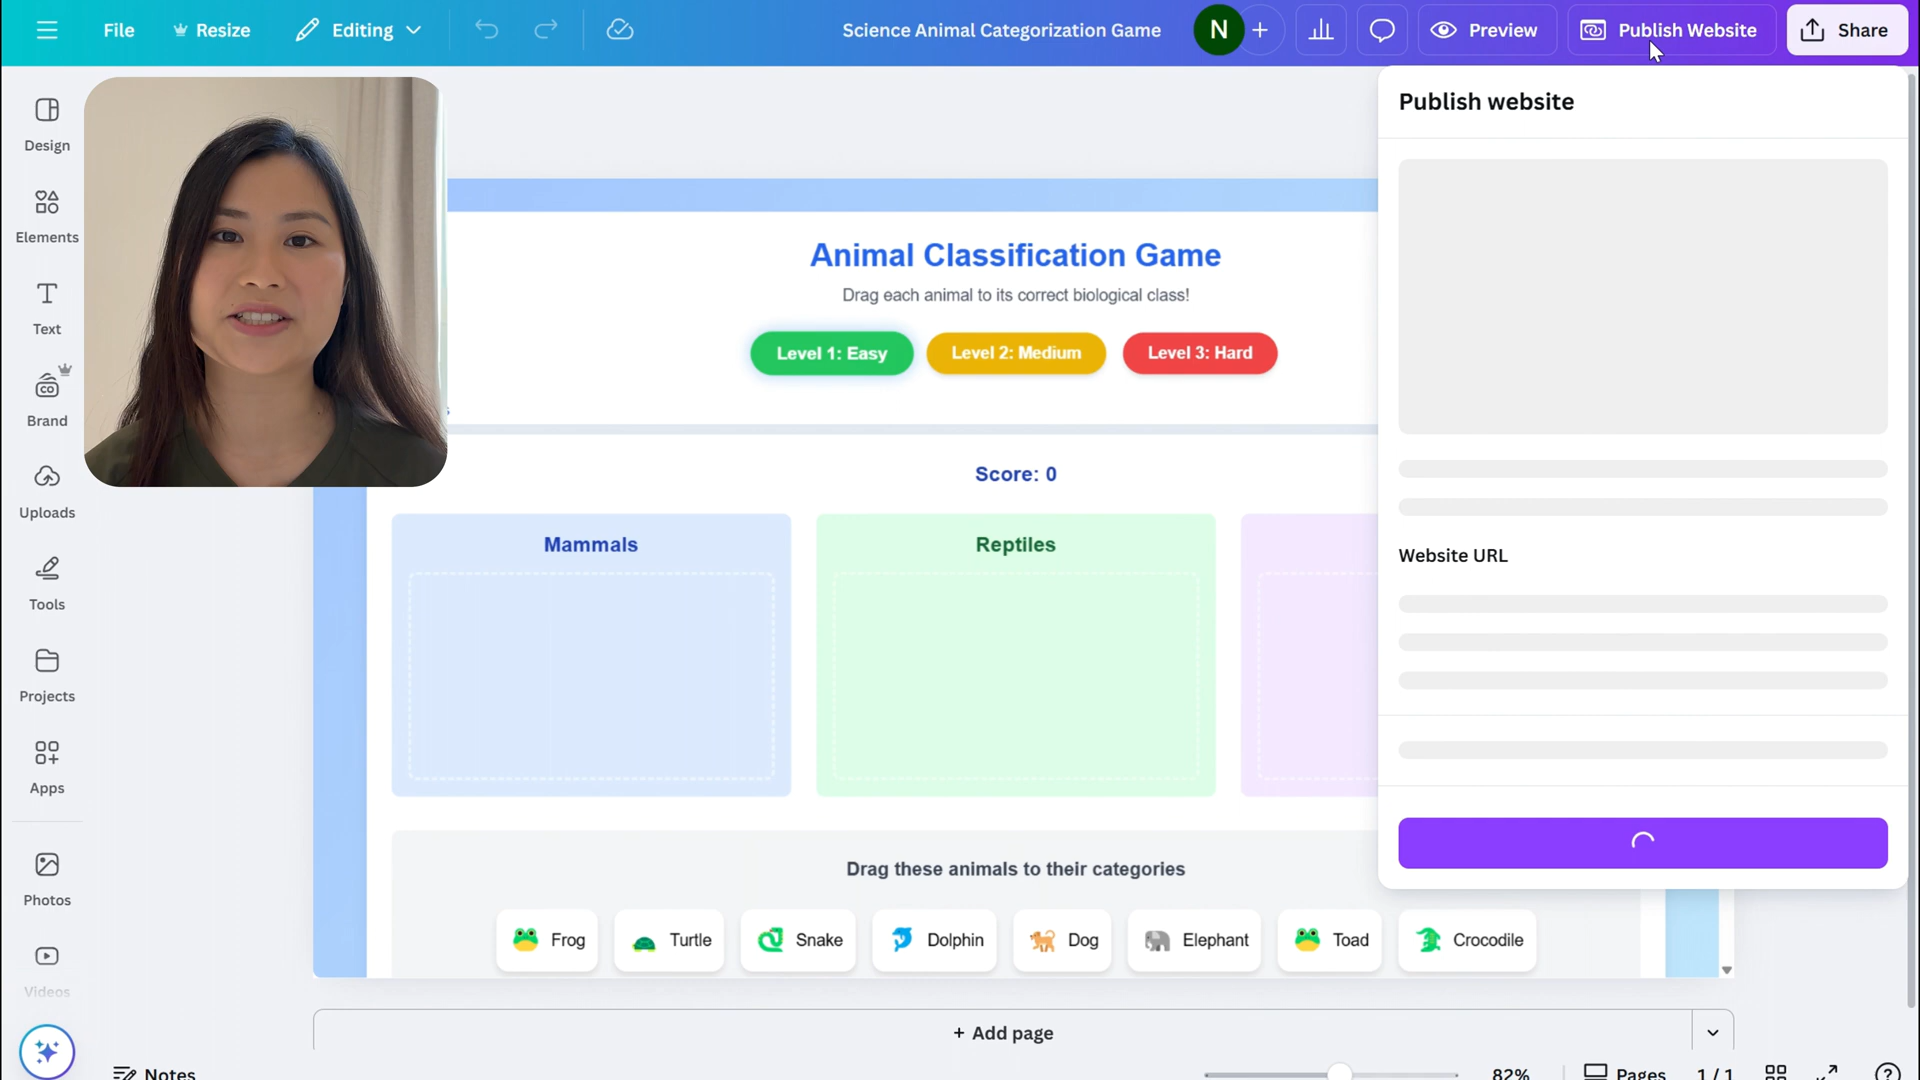 File
Resize
Editing
Science Animal Categorization Game
N
+
Preview
Publish Website
Share
Design
Elements
Text
Brand
CO
Uploads
Tools
Projects
Apps
Photos
Videos
Publish website
Website URL
Animal Classification Game
Drag each animal to its correct biological class!
Level 1: Easy
Level 2: Medium
Level 3: Hard
Score: 0
Mammals
Reptiles
Drag these animals to their categories
Frog
Turtle
Snake
Dolphin
Dog
Elephant
Toad
Crocodile
+ Add page
Notes
82%
Pages
1 / 1
?